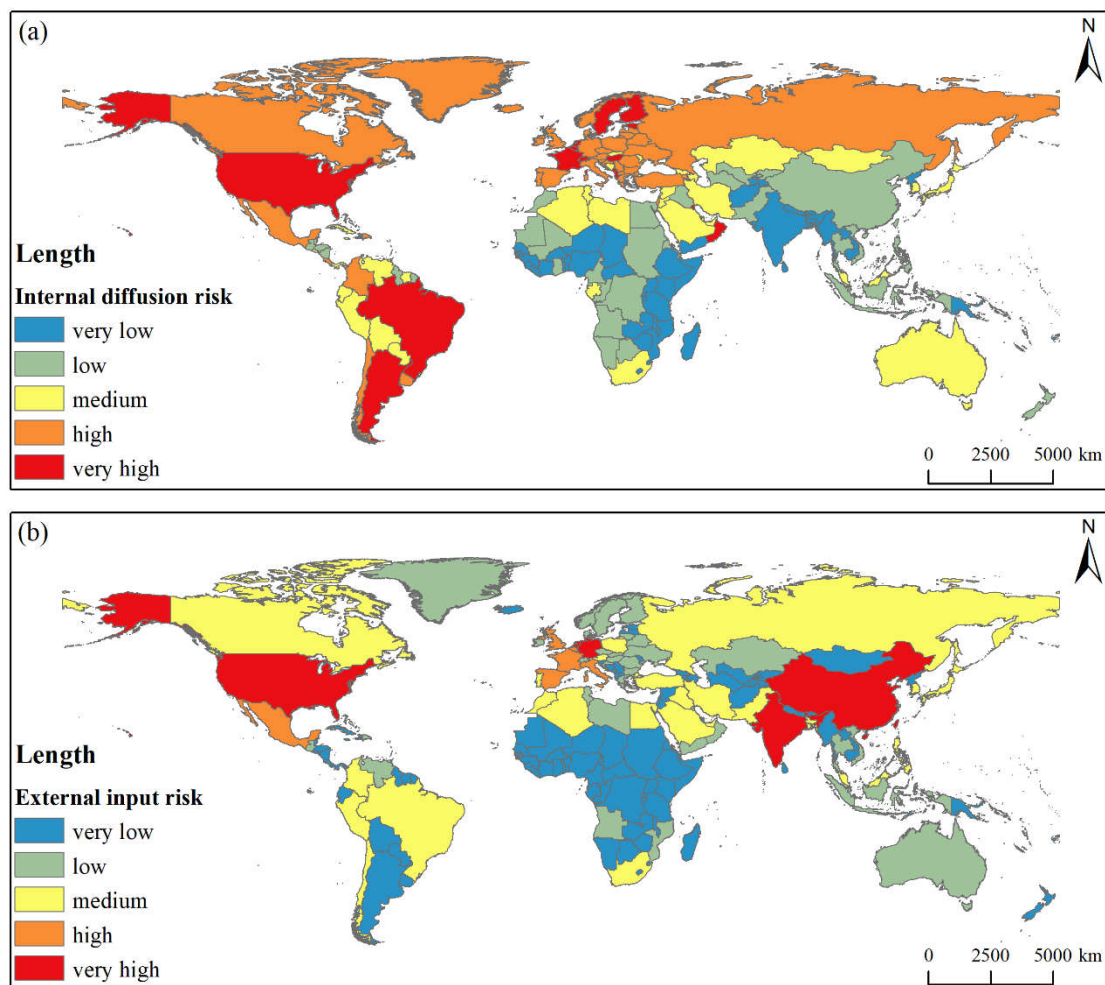 (a)
N
Length
Internal diffusion risk
very low
low
medium
high
very high
0 2500 5000 km
(b)
N
Length
External input risk
very low
low
medium
high
very high
0 2500 5000 km